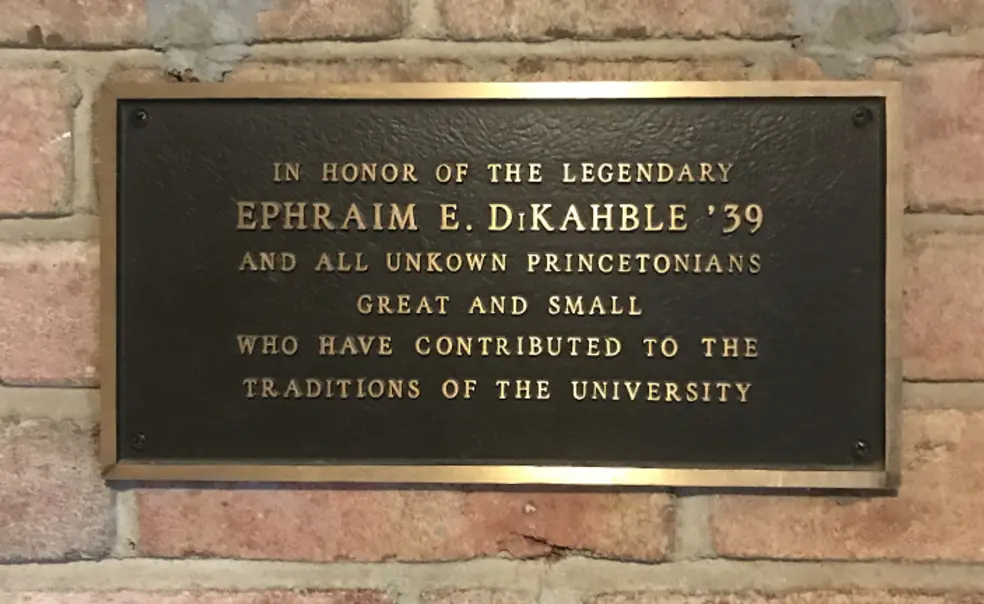 IN HONOR OF THE LEGENDARY
EPHRAIM E. DiKAHBLE '39
AND ALL UNKOWN PRINCETONIANS
GREAT AND SMALL
WHO HAVE CONTRIBUTED TO THE
TRADITIONS OF THE UNIVERSITY